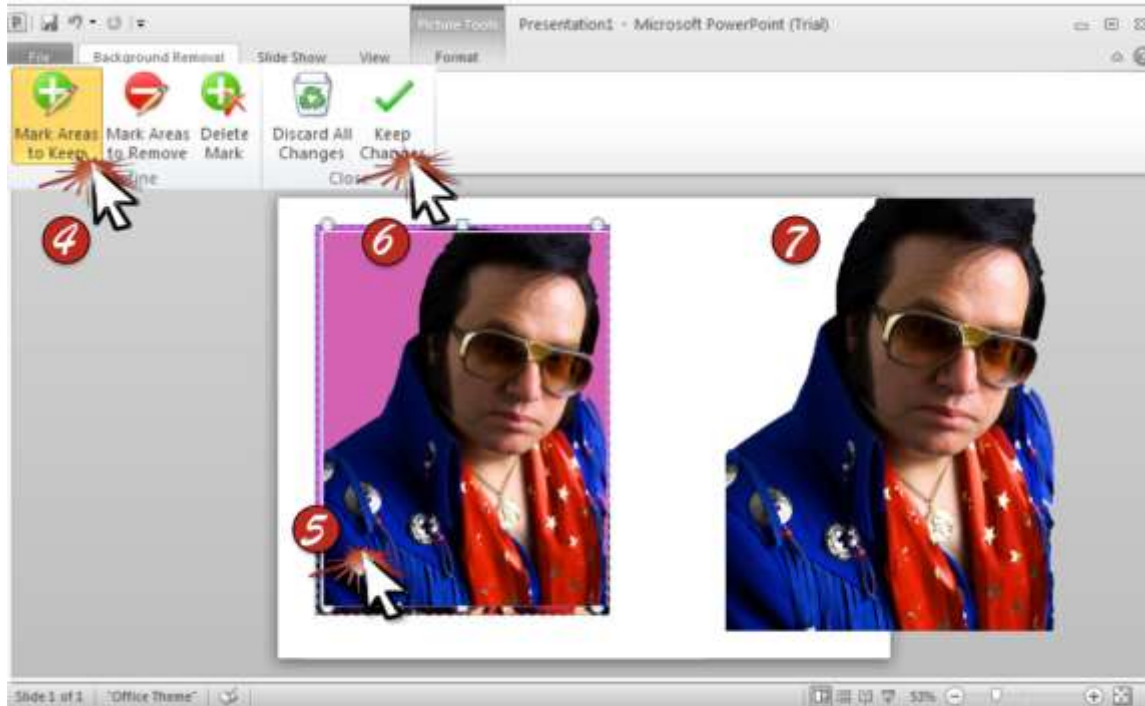 Picture Tools Presentation1 - Microsoft PowerPoint (Trial)
File Background Removal Slide Show View Format
Mark Areas to Keep
Mark Areas to Remove
Delete Mark
Discard All Changes
Keep Changes
Close
4
6
7
5
Slide 1 of 1 "Office Theme" 53%